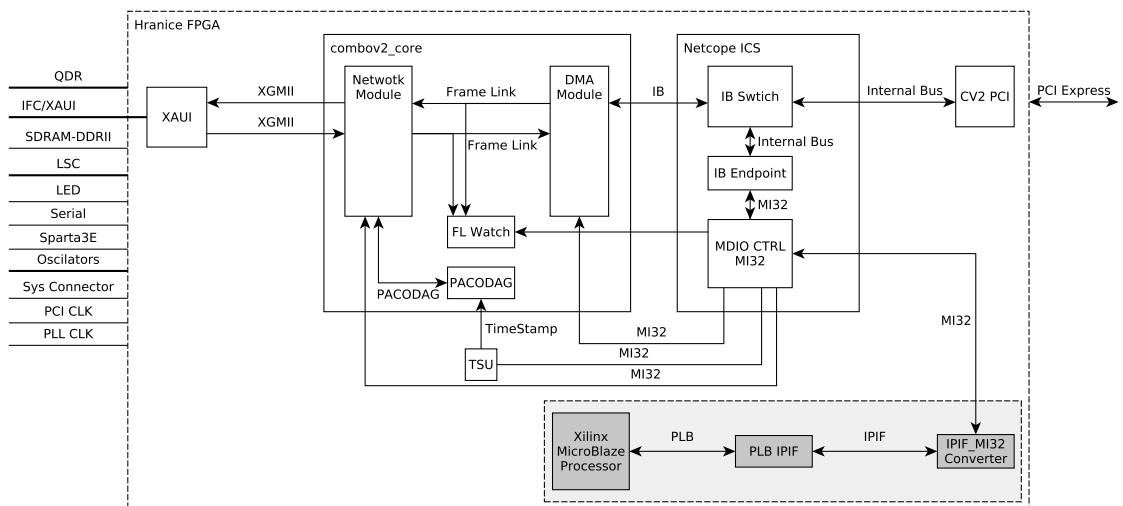 Hranice FPGA
combov2_core
Netcope ICS
QDR
IFC/XAUI
SDRAM-DDRII
LSC
LED
Serial
Sparta3E
Oscilators
Sys Connector
PCI CLK
PLL CLK
XAUI
XGMII
XGMII
Netwotk
Module
Frame Link
Frame Link
DMA
Module
FL Watch
PACODAG
PACODAG
TimeStamp
TSU
IB
IB Swtich
Internal Bus
Internal Bus
IB Endpoint
MI32
MDIO CTRL
MI32
CV2 PCI
PCI Express
MI32
MI32
MI32
MI32
Xilinx
MicroBlaze
Processor
PLB
PLB IPIF
IPIF
IPIF_MI32
Converter